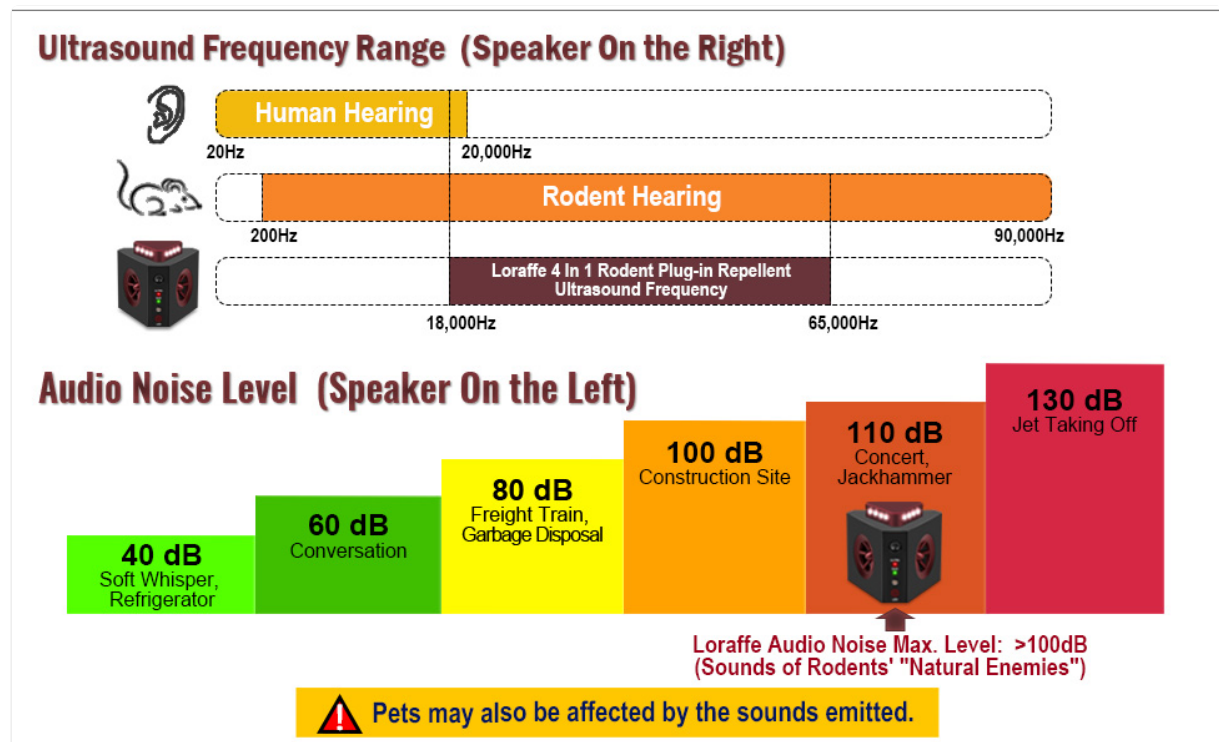 Ultrasound Frequency Range (Speaker On the Right)
Human Hearing
20Hz
20,000Hz
Rodent Hearing
200Hz
90,000Hz
Loraffe 4 In 1 Rodent Plug-in Repellent
Ultrasound Frequency
18,000Hz
65,000Hz
Audio Noise Level (Speaker On the Left)
40 dB
Soft Whisper,
Refrigerator
60 dB
Conversation
80 dB
Freight Train,
Garbage Disposal
100 dB
Construction Site
110 dB
Concert,
Jackhammer
130 dB
Jet Taking Off
Loraffe Audio Noise Max. Level: >100dB
(Sounds of Rodents' "Natural Enemies")
Pets may also be affected by the sounds emitted.